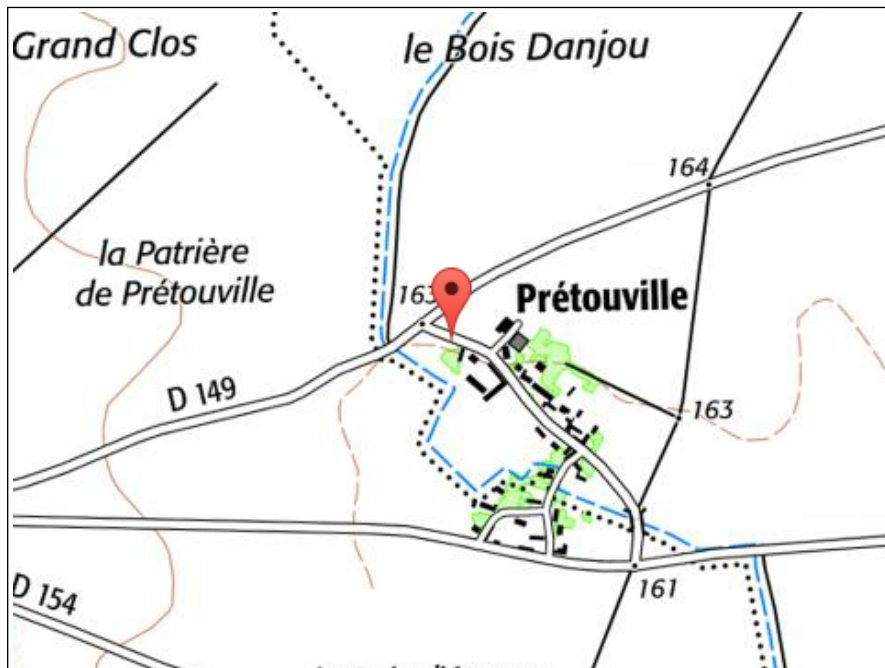 Grand Clos
le Bois Danjou
164
la Patrière
de Prétouville
163
Prétouville
D 149
163
161
D 154